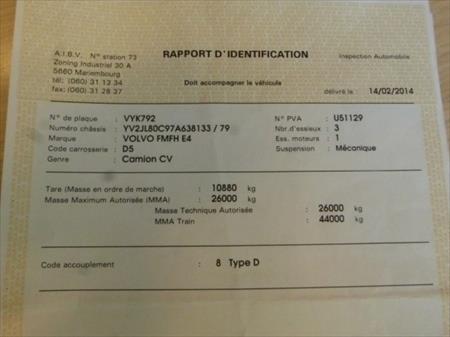 A.I.B.V. N° station 73
Zoning Industriel 30 A
5660 Mariembourg
tél: (060) 31 13 34
fax: (060) 31 28 37
RAPPORT D'IDENTIFICATION
Inspection Automobile
Doit accompagner le véhicule
délivré le : 14/02/2014
N° de plaque : VYK792 N° PVA : U51129
Numéro châssis : YV2JL80C97A638133 / 79 Nbr.d'essieux : 3
Marque : VOLVO FMFH E4 Ess. moteurs : 1
Code carrosserie : D5 Suspension : Mécanique
Genre : Camion CV
Tare (Masse en ordre de marche) : 10880 kg
Masse Maximum Autorisée (MMA) : 26000 kg
Masse Technique Autorisée : 26000 kg
MMA Train : 44000 kg
Code accouplement : 8 Type D